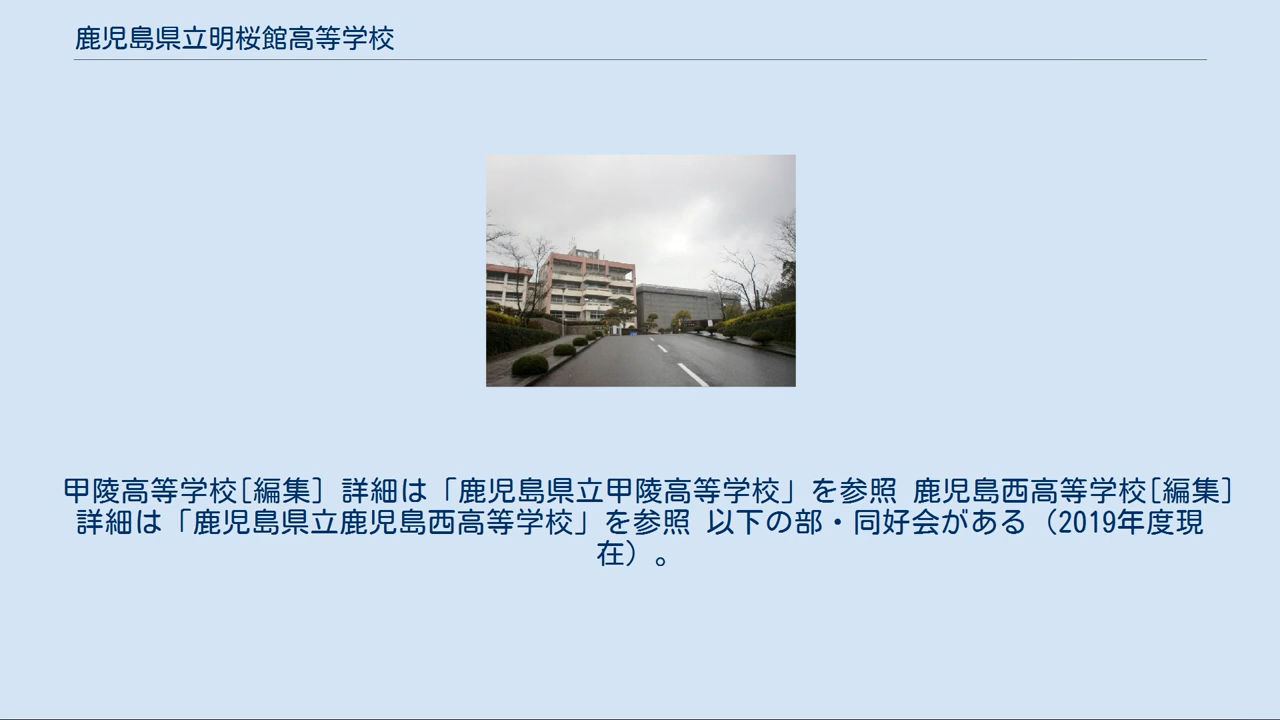 鹿児島県立明桜館高等学校
甲陵高等学校[編集] 詳細は「鹿児島県立甲陵高等学校」を参照 鹿児島西高等学校[編集]
詳細は「鹿児島県立鹿児島西高等学校」を参照 以下の部・同好会がある（2019年度現
在）。